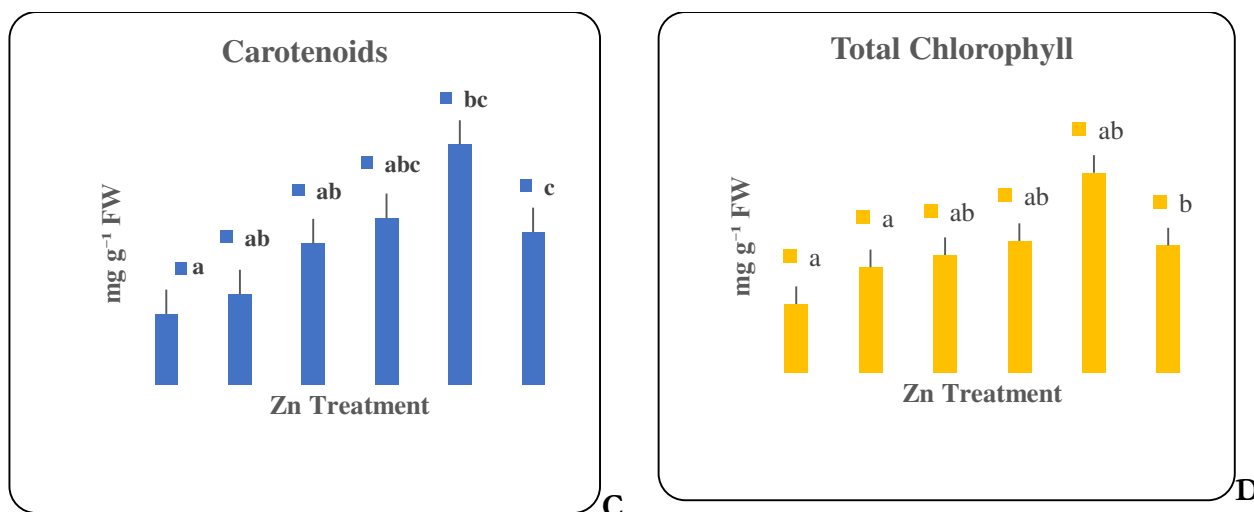 Carotenoids
mg g⁻¹ FW
a
ab
ab
abc
bc
c
Zn Treatment
C
Total Chlorophyll
mg g⁻¹ FW
a
a
ab
ab
ab
b
Zn Treatment
D